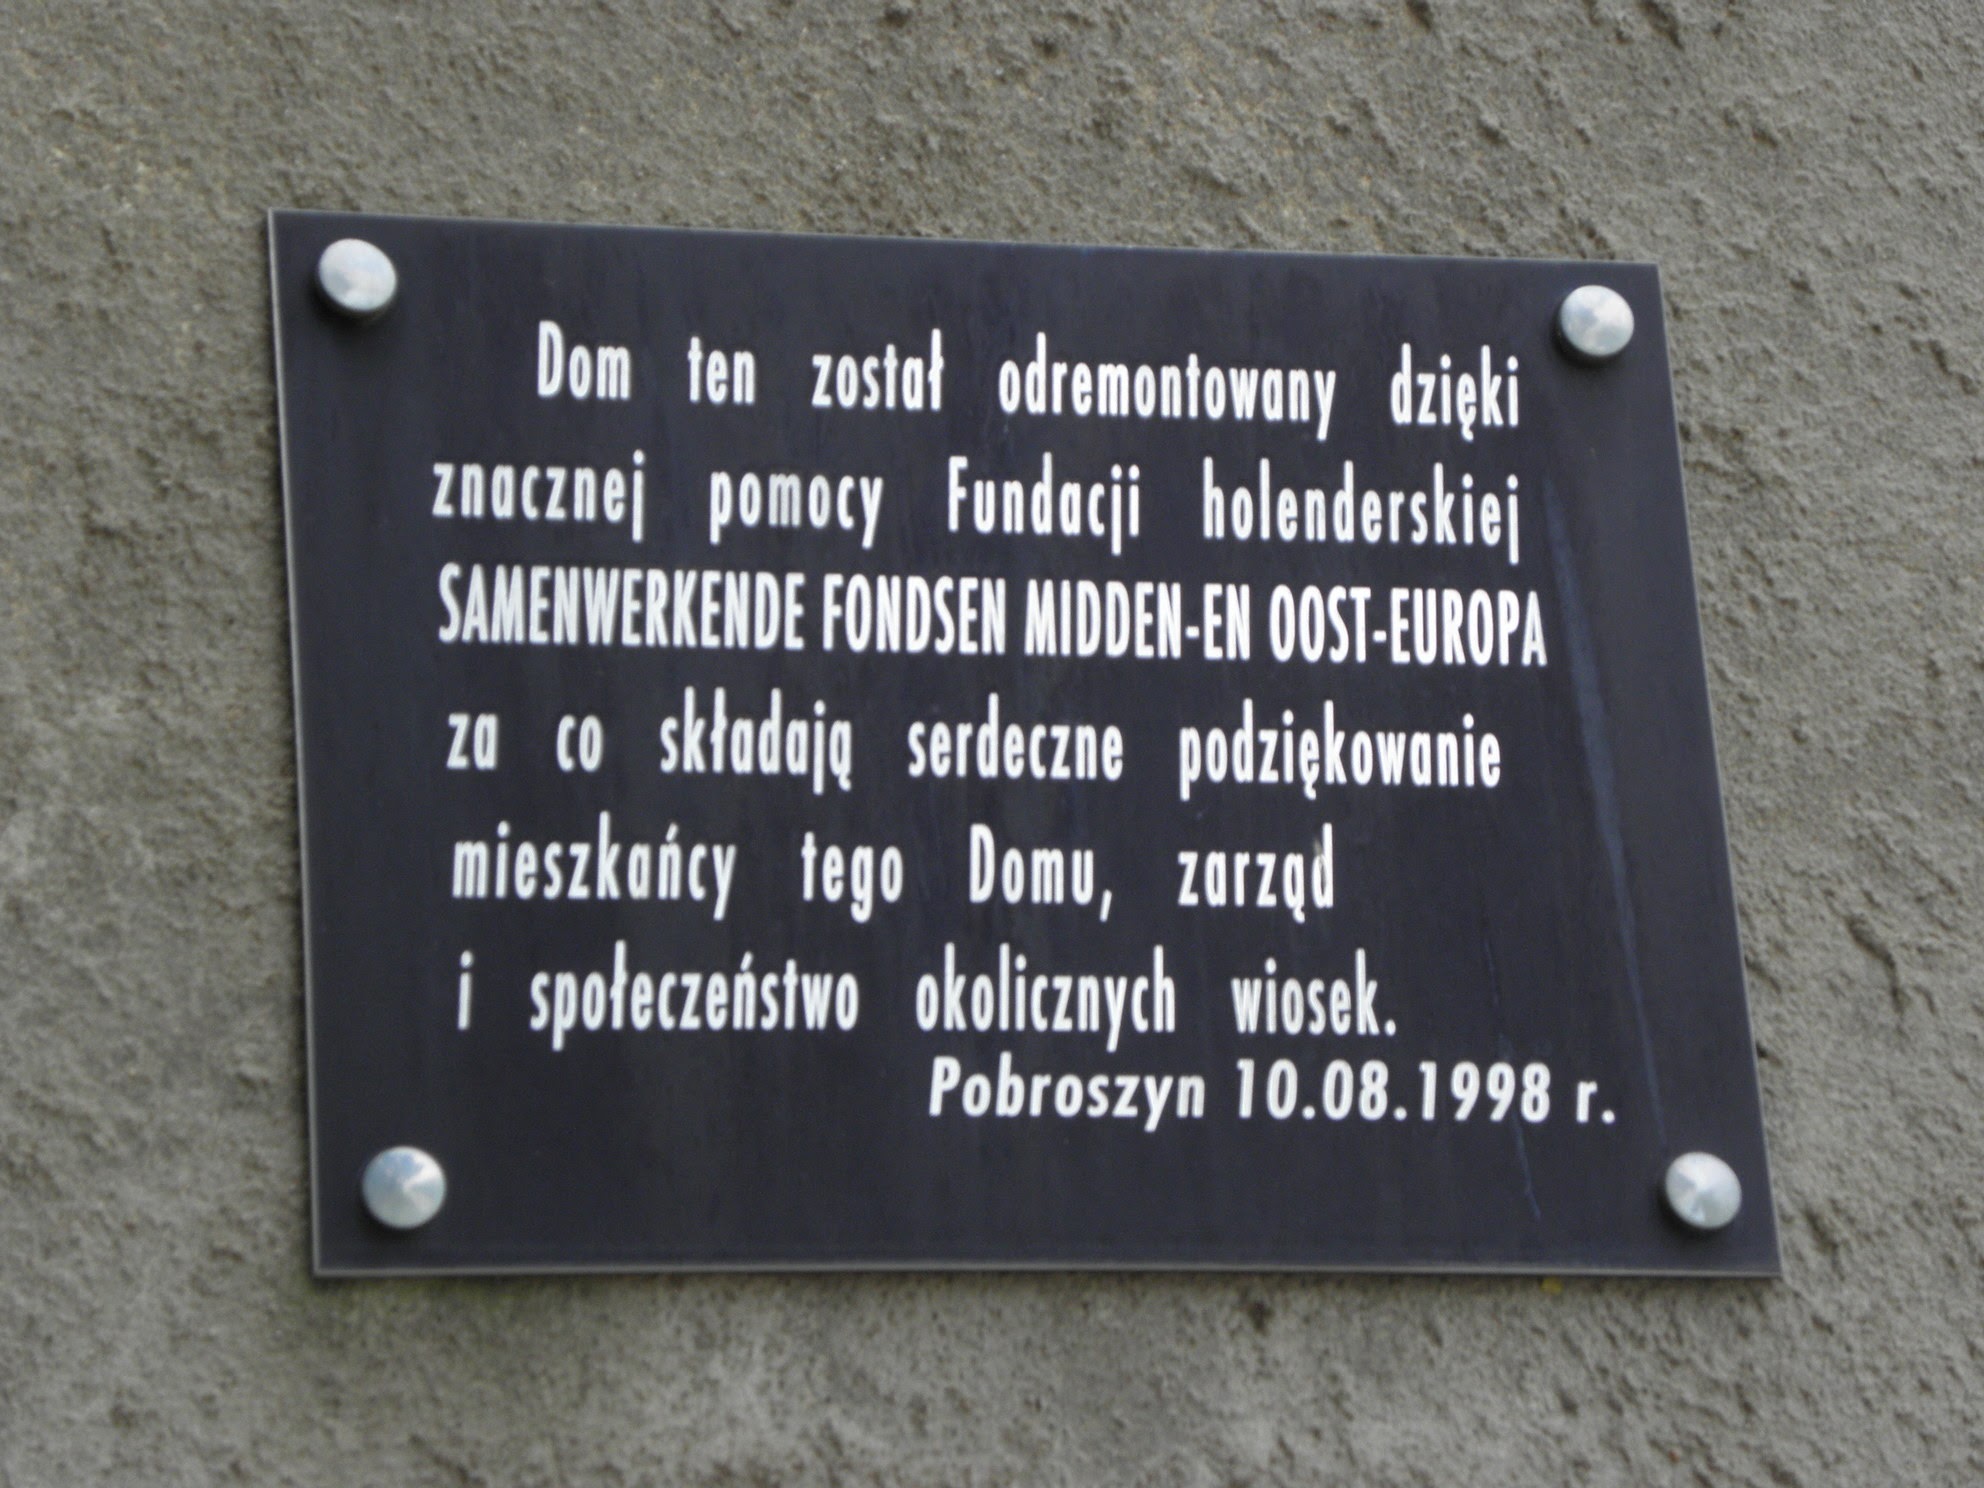 Dom ten został odremontowany dzięki
znacznej pomocy Fundacji holenderskiej
SAMENWERKENDE FONDSEN MIDDEN-EN OOST-EUROPA
za co składają serdeczne podziękowanie
mieszkańcy tego Domu, zarząd
i społeczeństwo okolicznych wiosek.
Pobroszyn 10.08.1998 r.